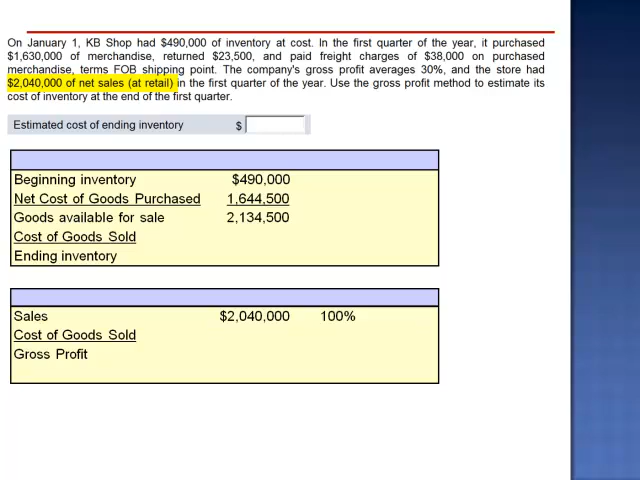 On January 1, KB Shop had $490,000 of inventory at cost. In the first quarter of the year, it purchased
$1,630,000 of merchandise, returned $23,500, and paid freight charges of $38,000 on purchased
merchandise, terms FOB shipping point. The company's gross profit averages 30%, and the store had
$2,040,000 of net sales (at retail) in the first quarter of the year. Use the gross profit method to estimate its
cost of inventory at the end of the first quarter.
Estimated cost of ending inventory $
Beginning inventory $490,000
Net Cost of Goods Purchased 1,644,500
Goods available for sale 2,134,500
Cost of Goods Sold
Ending inventory
Sales $2,040,000 100%
Cost of Goods Sold
Gross Profit